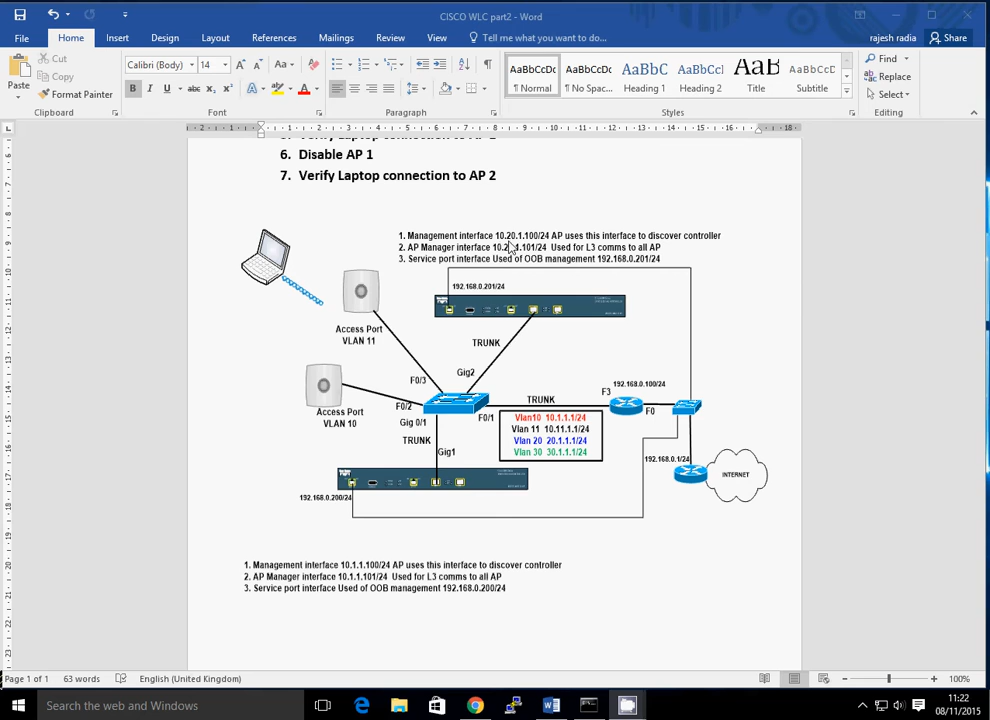 CISCO WLC part2 - Word
File
Home
Insert
Design
Layout
References
Mailings
Review
View
Tell me what you want to do...
rajesh radia
Share
Cut
Copy
Paste
Format Painter
Clipboard
Calibri (Body)
14
Font
Paragraph
AaBbCcDc
AaBbCcDc
AaBbC
AaBbCcl
AaBb
AaBbCcDc
¶ Normal
¶ No Spac...
Heading 1
Heading 2
Title
Subtitle
Styles
Find
Replace
Select
Editing
6. Disable AP 1
7. Verify Laptop connection to AP 2
1. Management interface 10.20.1.100/24 AP uses this interface to discover controller
2. AP Manager interface 10.20.1.101/24 Used for L3 comms to all AP
3. Service port interface Used of OOB management 192.168.0.201/24
192.168.0.201/24
Access Port
VLAN 11
TRUNK
Gig2
F0/3
Access Port
VLAN 10
F0/2
Gig 0/1
F0/1
TRUNK
F3
192.168.0.100/24
F0
Vlan10 10.1.1.1/24
Vlan 11 10.11.1.1/24
Vlan 20 20.1.1.1/24
Vlan 30 30.1.1.1/24
TRUNK
Gig1
192.168.0.1/24
INTERNET
192.168.0.200/24
1. Management interface 10.1.1.100/24 AP uses this interface to discover controller
2. AP Manager interface 10.1.1.101/24 Used for L3 comms to all AP
3. Service port interface Used of OOB management 192.168.0.200/24
Page 1 of 1
63 words
English (United Kingdom)
100%
Search the web and Windows
11:22
08/11/2015